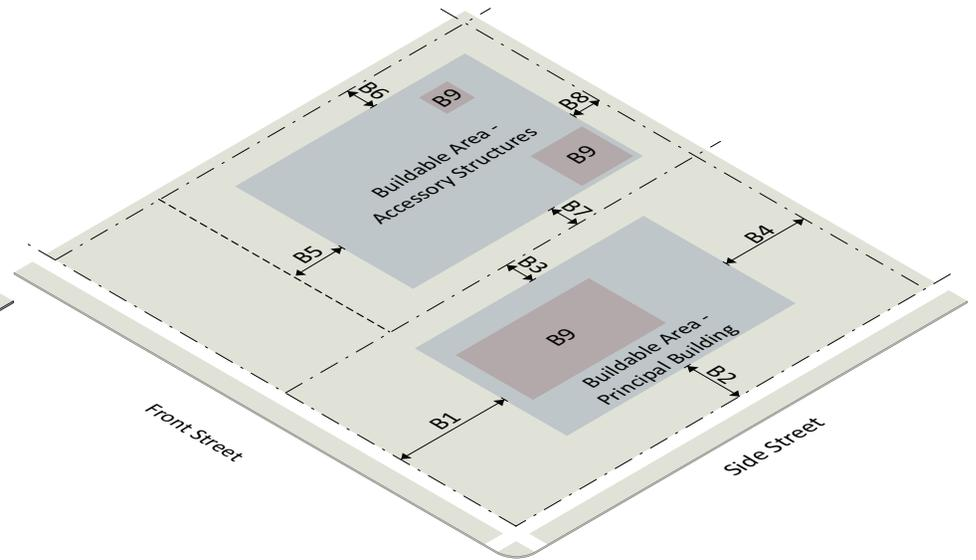 B6
B9
B8
Buildable Area -
Accessory Structures
B9
B7
B5
B3
B4
B9
Buildable Area -
Principal Building
B2
B1
Front Street
Side Street